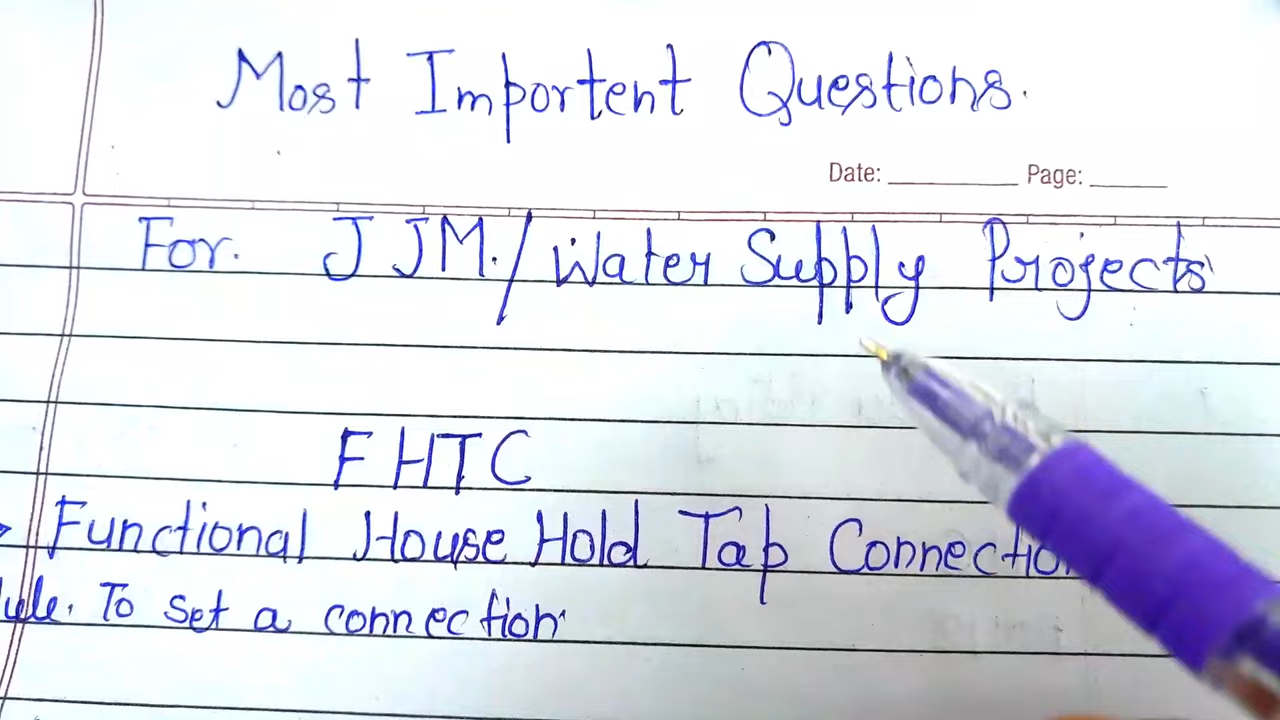 Most Importent Questions.
Date: Page:
For. JJM./Water Supply Projects
FHTC
Functional House Hold Tap Connectio
To set a connection